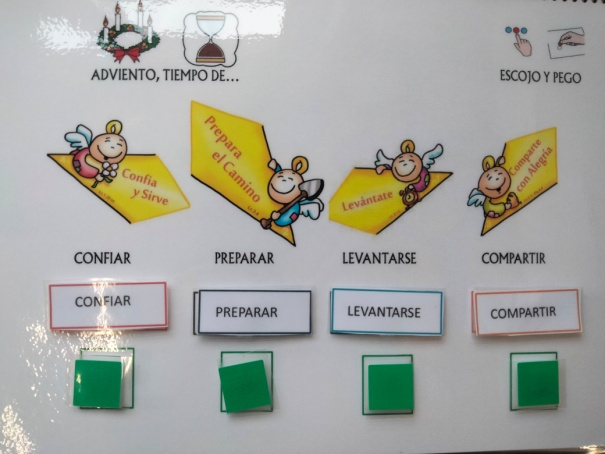 ADVIENTO, TIEMPO DE...
ESCOJO Y PEGO
Confia
y Sirve
Prepara
el Camino
Levántate
Comparte
con Alegría
CONFIAR
PREPARAR
LEVANTARSE
COMPARTIR
CONFIAR
PREPARAR
LEVANTARSE
COMPARTIR